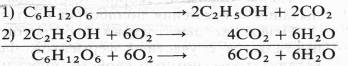 1) C₆H₁₂O₆ ⟶ 2C₂H₅OH + 2CO₂
2) 2C₂H₅OH + 6O₂ ⟶ 4CO₂ + 6H₂O
C₆H₁₂O₆ + 6O₂ ⟶ 6CO₂ + 6H₂O